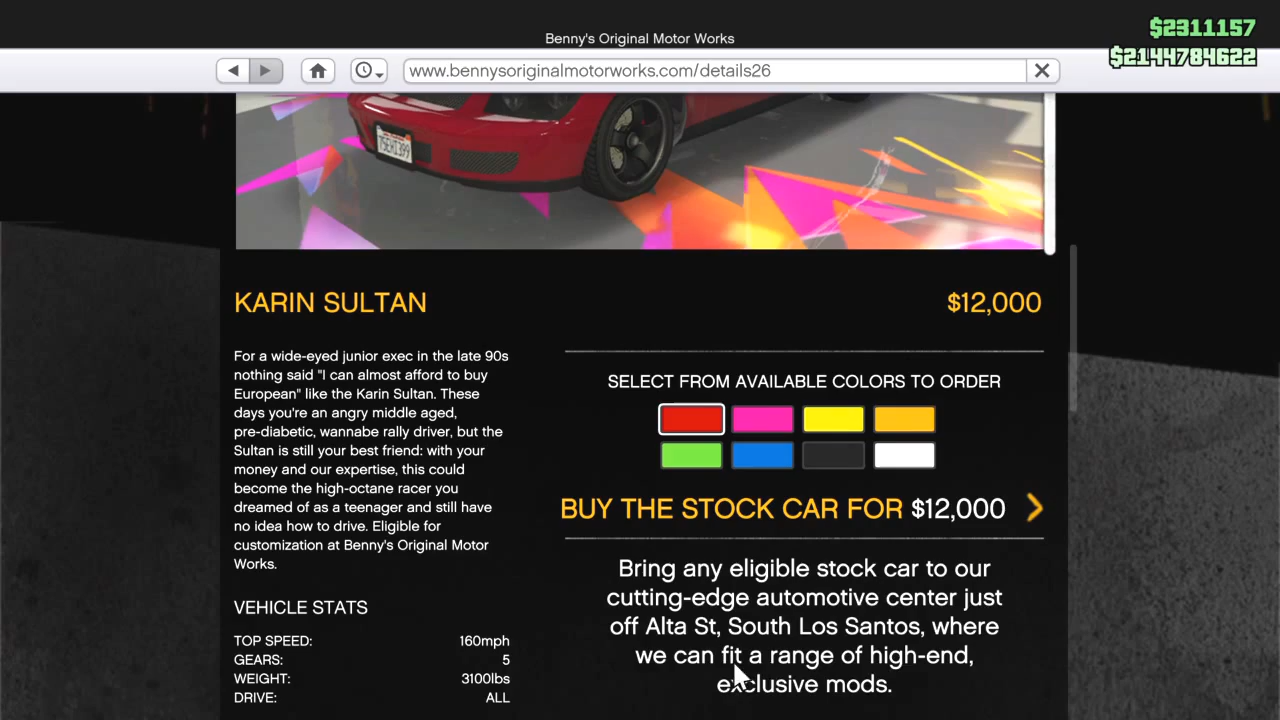 Benny's Original Motor Works
$2311157
$2144784622
www.bennysoriginalmotorworks.com/details26
KARIN SULTAN
$12,000
For a wide-eyed junior exec in the late 90s
nothing said "I can almost afford to buy
European" like the Karin Sultan. These
days you're an angry middle aged,
pre-diabetic, wannabe rally driver, but the
Sultan is still your best friend: with your
money and our expertise, this could
become the high-octane racer you
dreamed of as a teenager and still have
no idea how to drive. Eligible for
customization at Benny's Original Motor
Works.
VEHICLE STATS
TOP SPEED: 160mph
GEARS: 5
WEIGHT: 3100lbs
DRIVE: ALL
SELECT FROM AVAILABLE COLORS TO ORDER
BUY THE STOCK CAR FOR $12,000
Bring any eligible stock car to our
cutting-edge automotive center just
off Alta St, South Los Santos, where
we can fit a range of high-end,
exclusive mods.